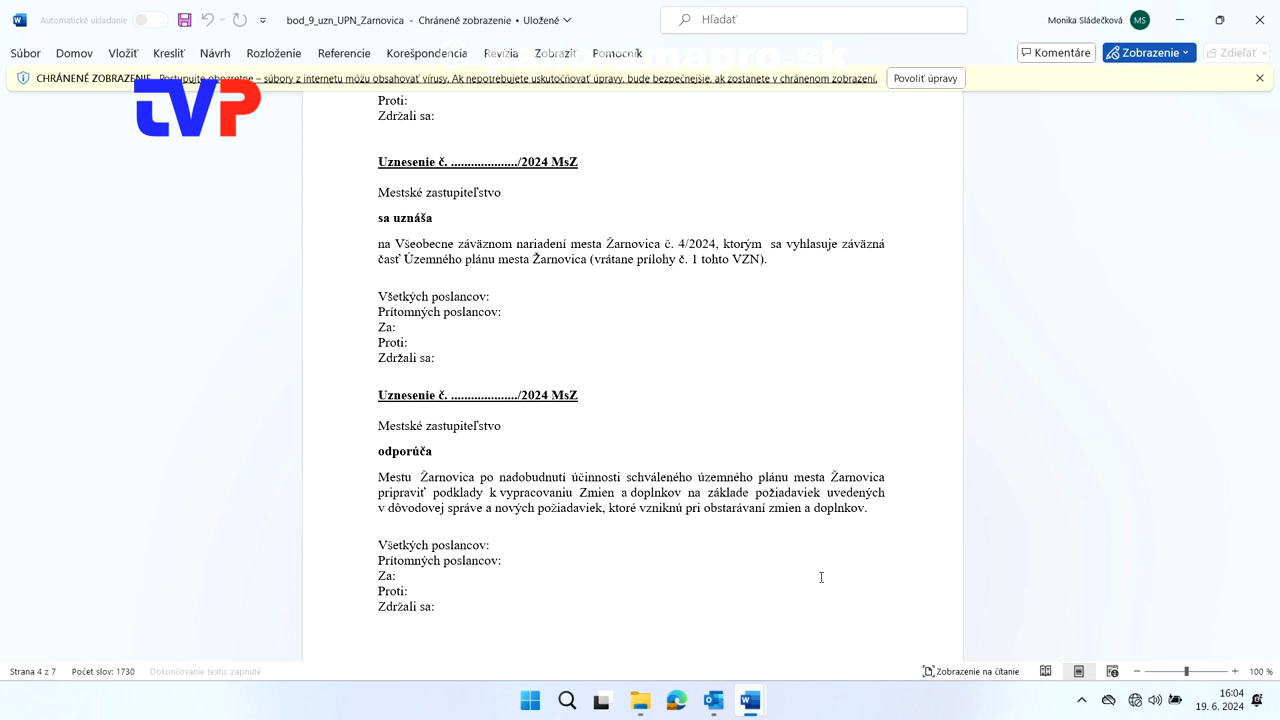 Automatické ukladanie
bod_9_uzn_UPN_Zarnovica - Chránené zobrazenie • Uložené
Hľadať
Monika Sládečková
MS
Súbor Domov Vložiť Kresliť Návrh Rozloženie Referencie Korešpondencia Revízia Zobraziť Pomocník
Komentáre
Zobrazenie
Zdieľať
CHRÁNENÉ ZOBRAZENIE Postupujte obozretne – súbory z internetu môžu obsahovať vírusy. Ak nepotrebujete uskutočňovať úpravy, bude bezpečnejšie, ak zostanete v chránenom zobrazení.
Povoliť úpravy
tVP
Proti:
Zdržali sa:
Uznesenie č. ..................../2024 MsZ
Mestské zastupiteľstvo
sa uznáša
na Všeobecne záväznom nariadení mesta Žarnovica č. 4/2024, ktorým sa vyhlasuje záväzná
časť Územného plánu mesta Žarnovica (vrátane prílohy č. 1 tohto VZN).
Všetkých poslancov:
Prítomných poslancov:
Za:
Proti:
Zdržali sa:
Uznesenie č. ..................../2024 MsZ
Mestské zastupiteľstvo
odporúča
Mestu Žarnovica po nadobudnutí účinnosti schváleného územného plánu mesta Žarnovica
pripraviť podklady k vypracovaniu Zmien a doplnkov na základe požiadaviek uvedených
v dôvodovej správe a nových požiadaviek, ktoré vzniknú pri obstarávaní zmien a doplnkov.
Všetkých poslancov:
Prítomných poslancov:
Za:
Proti:
Zdržali sa:
Strana 4 z 7 Počet slov: 1730 Dokončovanie textu: zapnuté
Zobrazenie na čítanie
100 %
16:04
19. 6. 2024